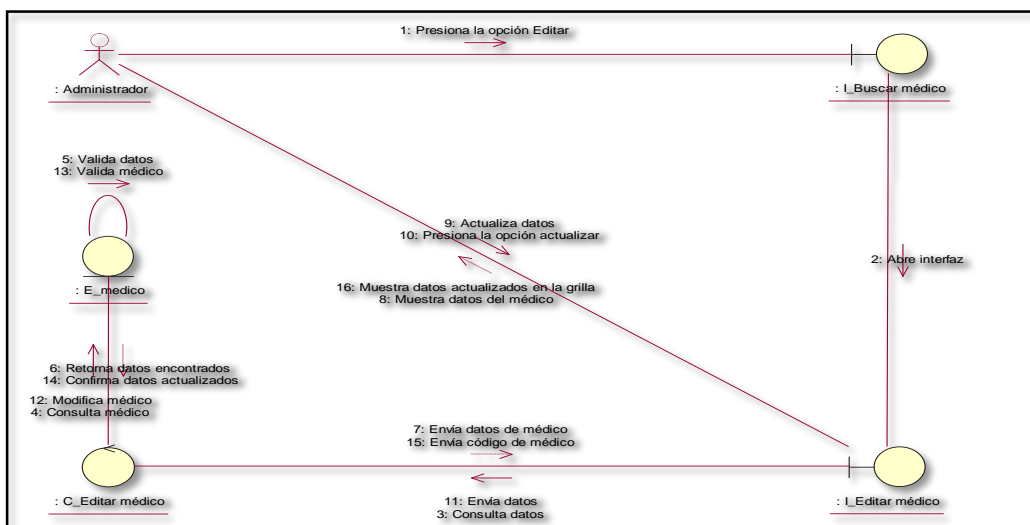 1: Presiona la opción Editar
: Administrador
: I_Buscar médico
5: Valida datos
13: Valida médico
9: Actualiza datos
10: Presiona la opción actualizar
2: Abre interfaz
: E_medico
16: Muestra datos actualizados en la grilla
8: Muestra datos del médico
6: Retorna datos encontrados
14: Confirma datos actualizados
12: Modifica médico
4: Consulta médico
7: Envía datos de médico
15: Envía código de médico
: C_Editar médico
11: Envía datos
3: Consulta datos
: I_Editar médico